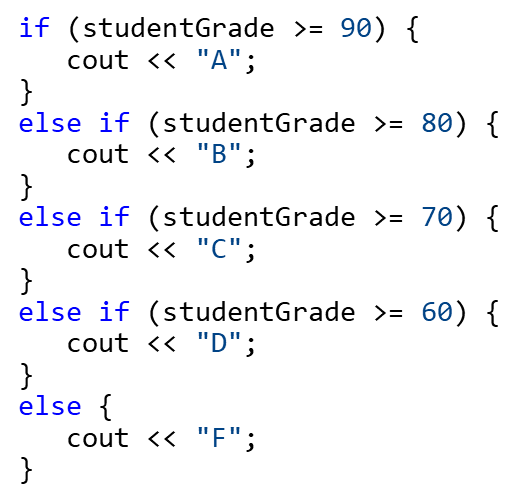 if (studentGrade >= 90) {
   cout << "A";
}
else if (studentGrade >= 80) {
   cout << "B";
}
else if (studentGrade >= 70) {
   cout << "C";
}
else if (studentGrade >= 60) {
   cout << "D";
}
else {
   cout << "F";
}